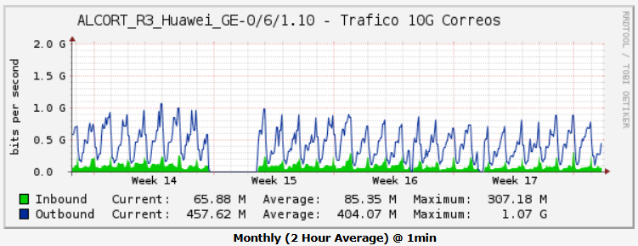 ALCORT_R3_Huawei_GE-0/6/1.10 - Trafico 10G Correos
RRDTOOL / TOBI OETIKER
bits per second
2.0 G
1.5 G
1.0 G
0.5 G
0.0
Week 14 Week 15 Week 16 Week 17
Inbound Current: 65.88 M Average: 85.35 M Maximum: 307.18 M
Outbound Current: 457.62 M Average: 404.07 M Maximum: 1.07 G
Monthly (2 Hour Average) @ 1min